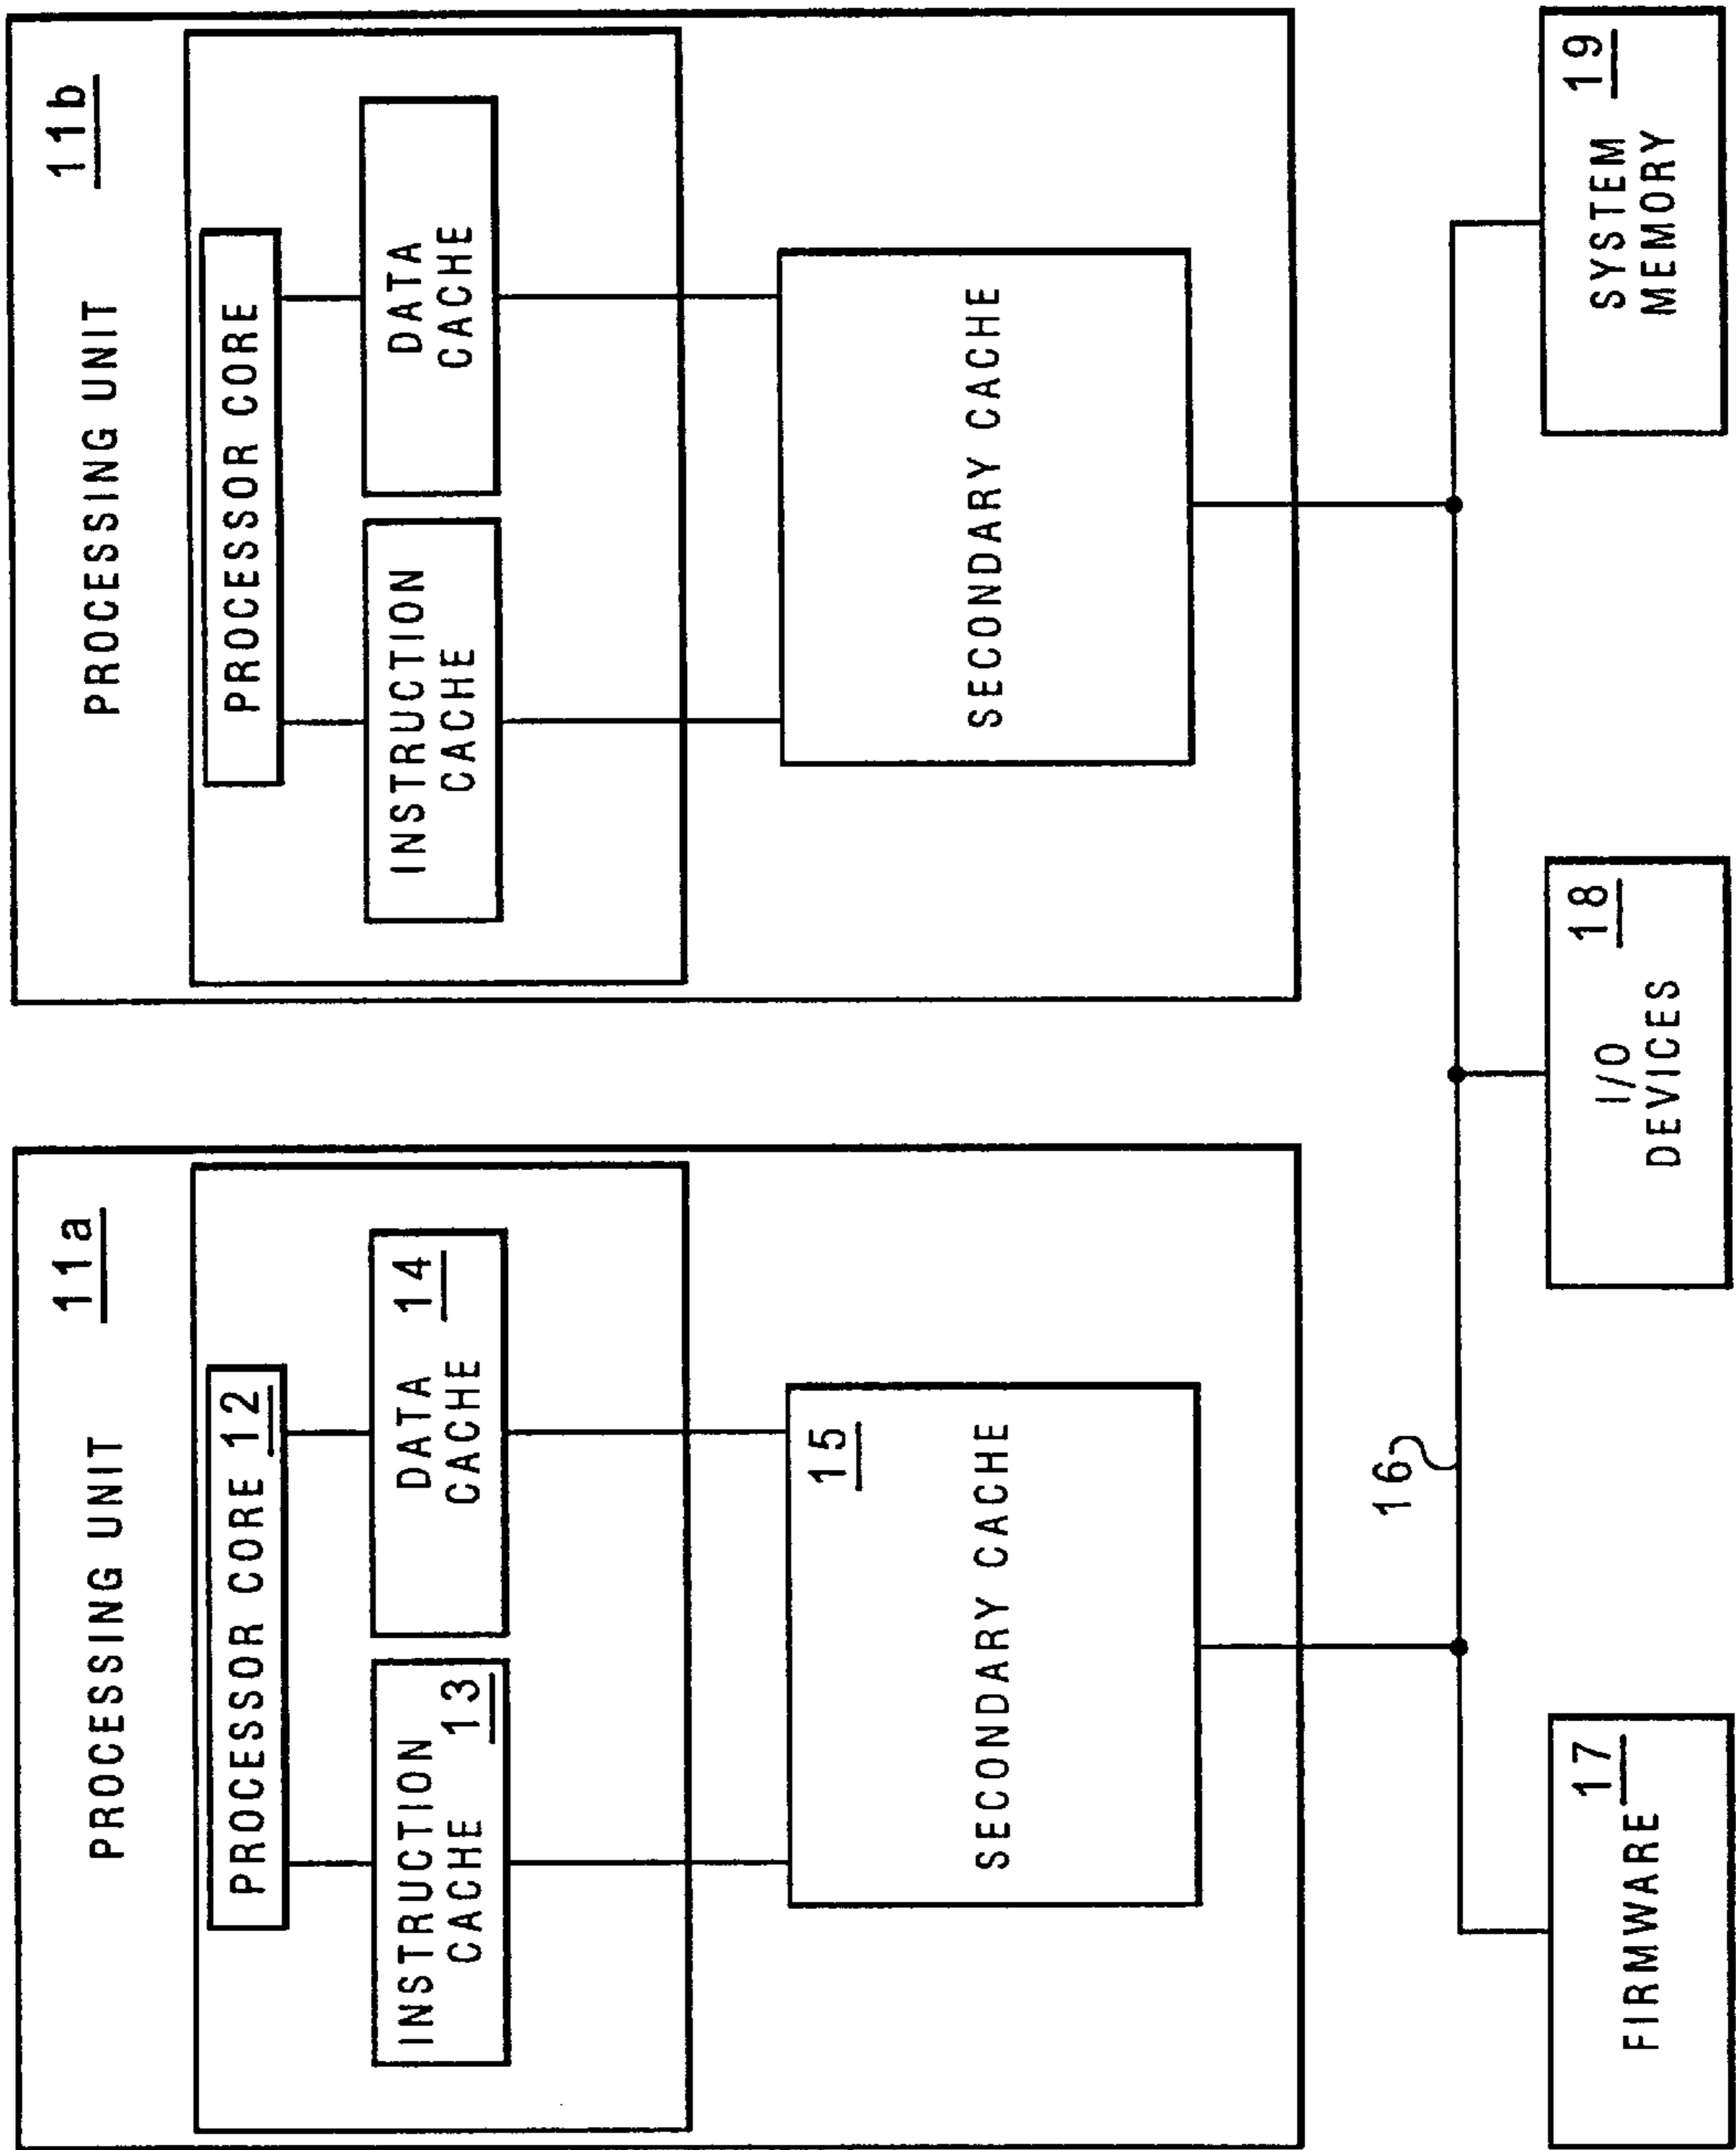 PROCESSING UNIT 11a
PROCESSOR CORE 12
INSTRUCTION
CACHE 13
DATA 14
CACHE
15
SECONDARY CACHE
PROCESSING UNIT 11b
PROCESSOR CORE
INSTRUCTION
CACHE
DATA
CACHE
SECONDARY CACHE
16
17
FIRMWARE
18
I/O
DEVICES
19
SYSTEM
MEMORY